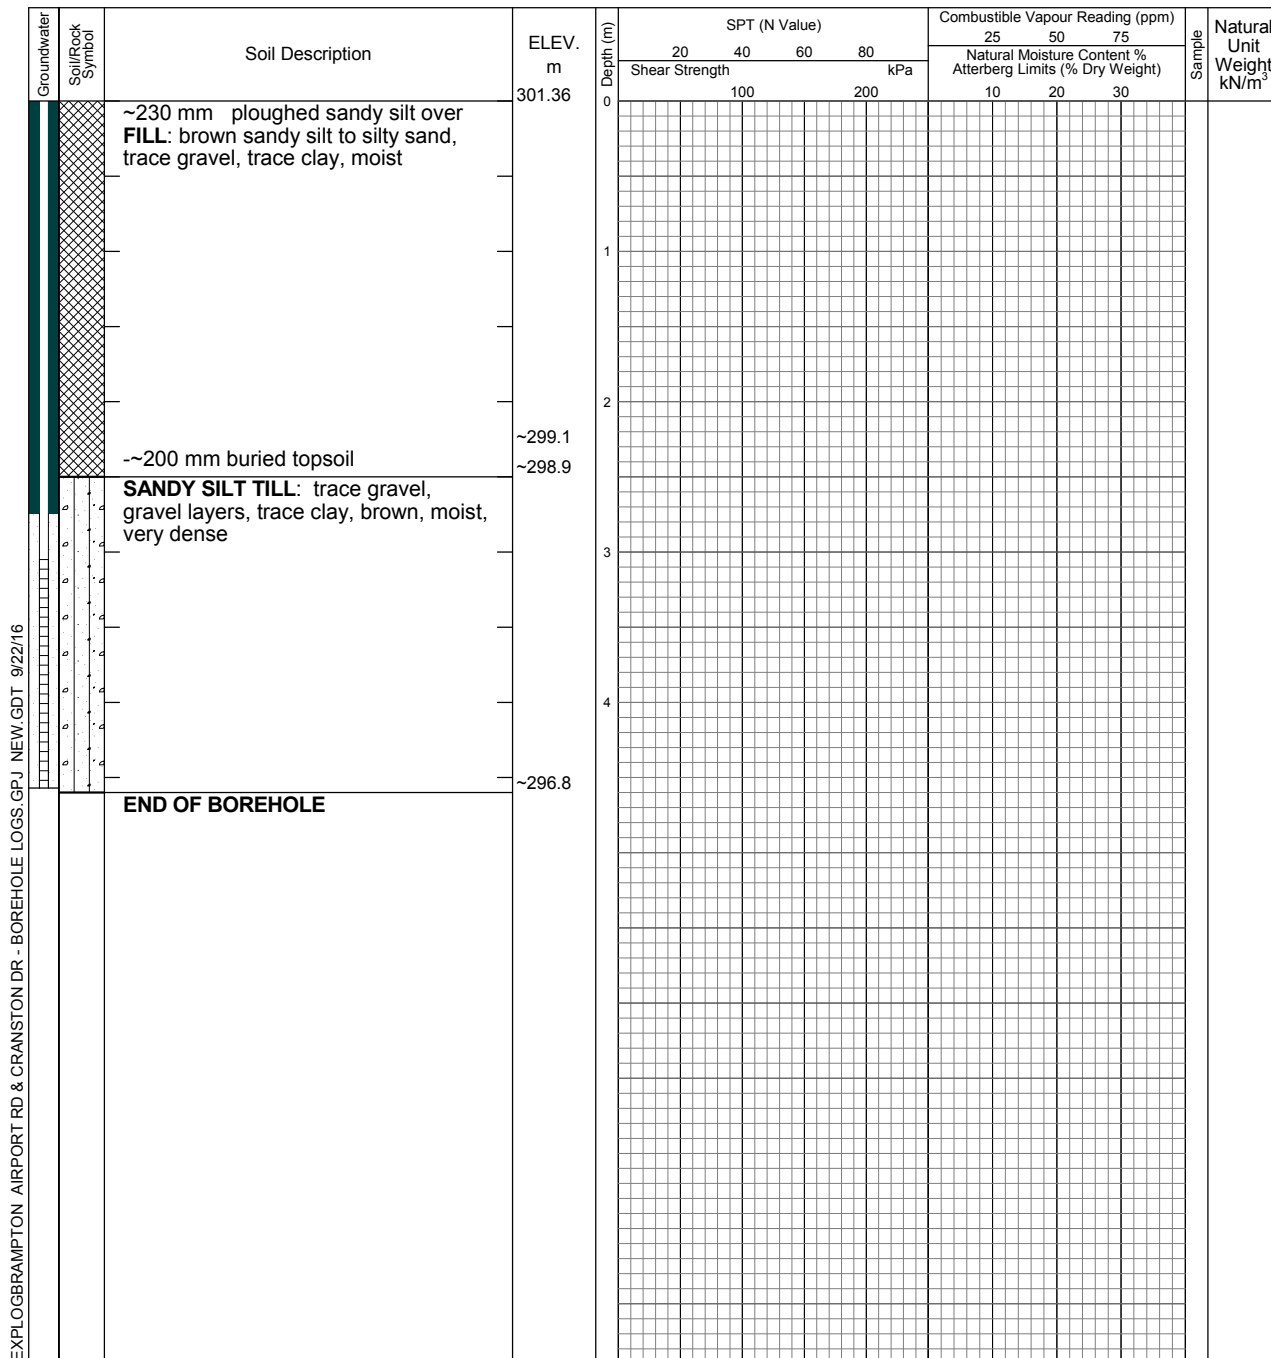 Groundwater
Soil/Rock
Symbol
Soil Description
ELEV.
m
301.36
Depth (m)
SPT (N Value)
20 40 60 80
Shear Strength kPa
100 200
Combustible Vapour Reading (ppm)
25 50 75
Natural Moisture Content %
Atterberg Limits (% Dry Weight)
10 20 30
Sample
Natural
Unit
Weight
kN/m³
0
~230 mm ploughed sandy silt over
FILL: brown sandy silt to silty sand,
trace gravel, trace clay, moist
1
2
~299.1
-~200 mm buried topsoil
~298.9
SANDY SILT TILL: trace gravel,
gravel layers, trace clay, brown, moist,
very dense
3
4
~296.8
END OF BOREHOLE
EXPLOGBRAMPTON AIRPORT RD & CRANSTON DR - BOREHOLE LOGS.GPJ NEW.GDT 9/22/16